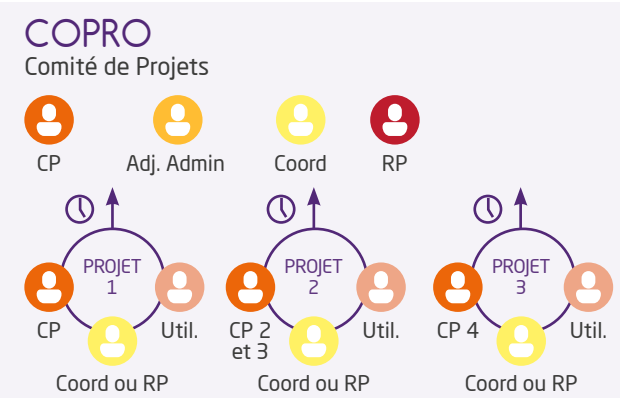 COPRO
Comité de Projets
CP
Adj. Admin
Coord
RP
PROJET
1
CP
Util.
Coord ou RP
PROJET
2
CP 2
et 3
Util.
Coord ou RP
PROJET
3
CP 4
Util.
Coord ou RP